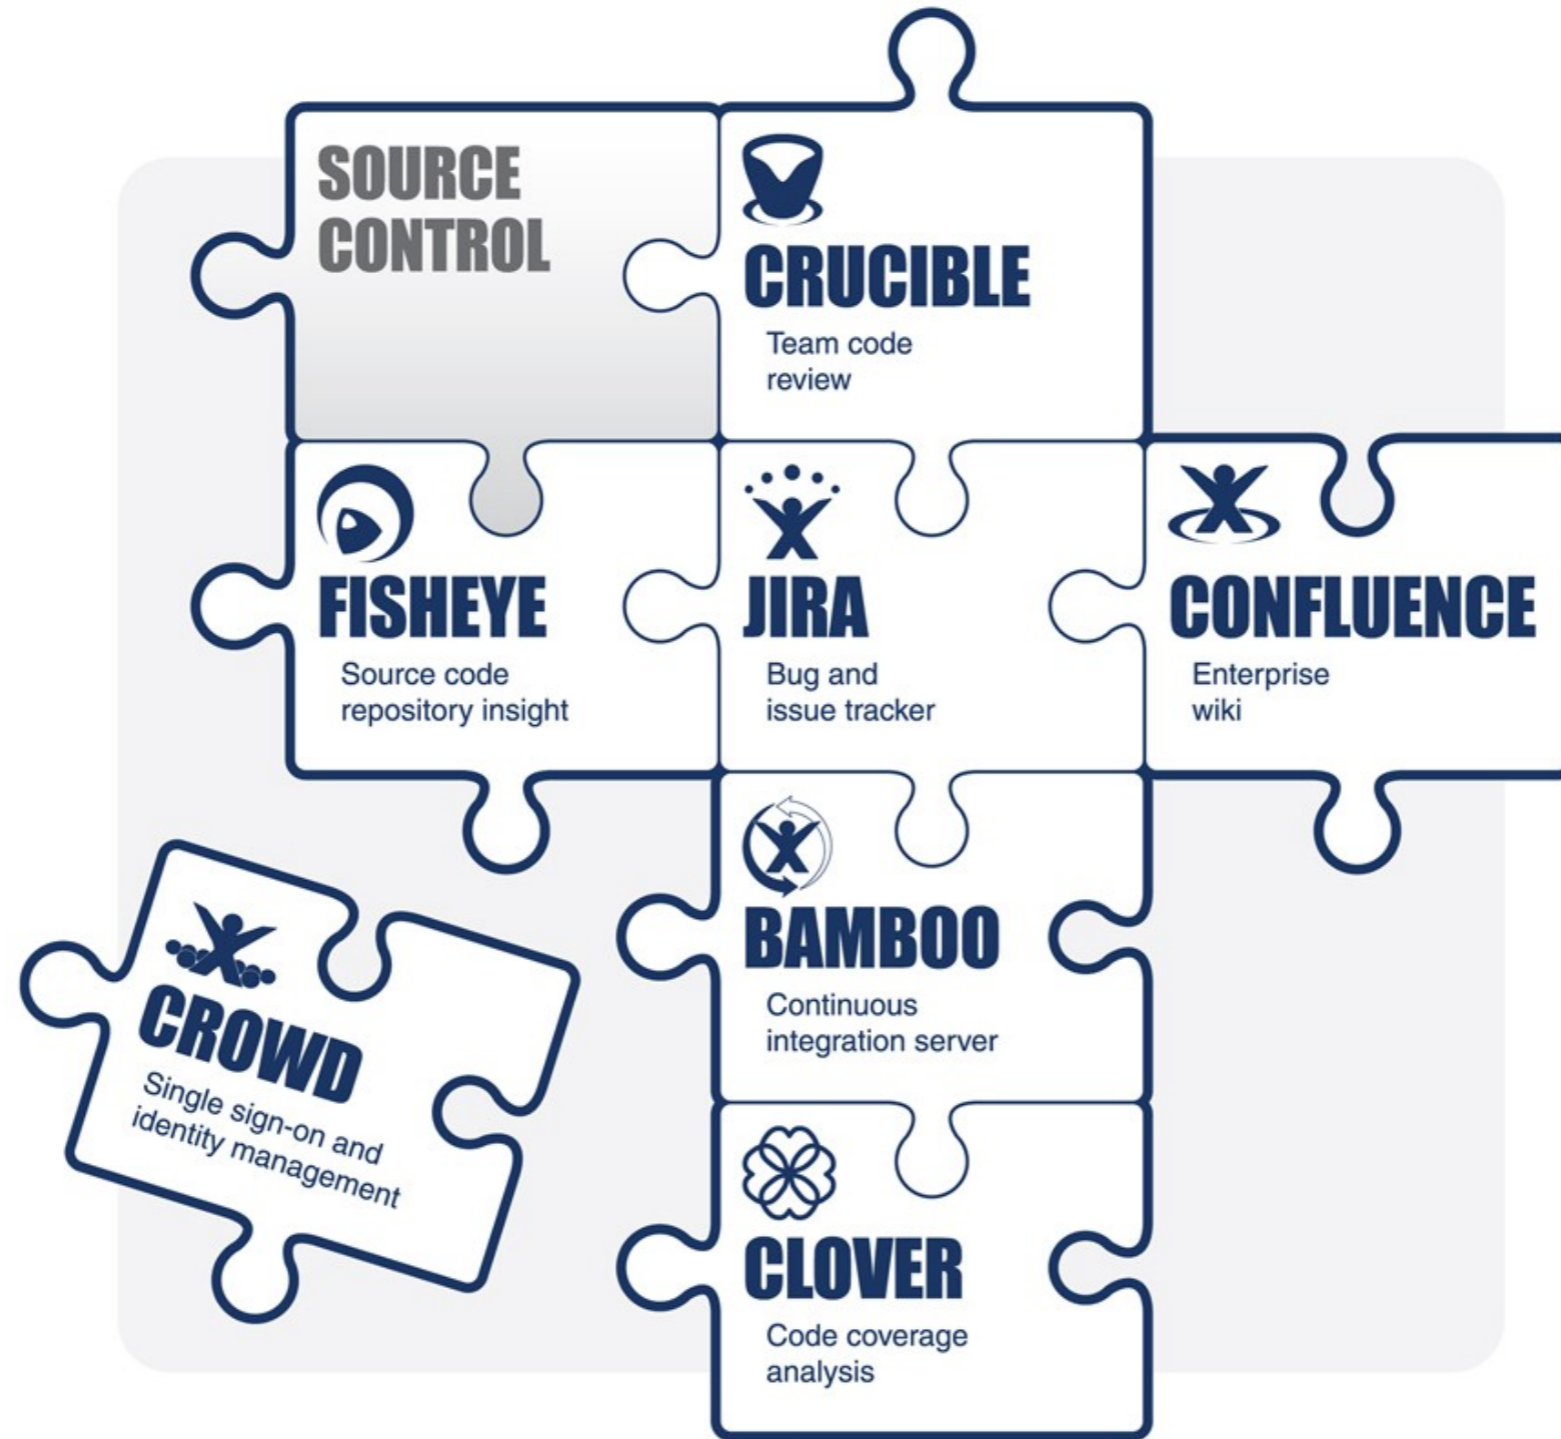 SOURCE
CONTROL
CRUCIBLE
Team code
review
FISHEYE
Source code
repository insight
JIRA
Bug and
issue tracker
CONFLUENCE
Enterprise
wiki
BAMBOO
Continuous
integration server
CROWD
Single sign-on and
identity management
CLOVER
Code coverage
analysis